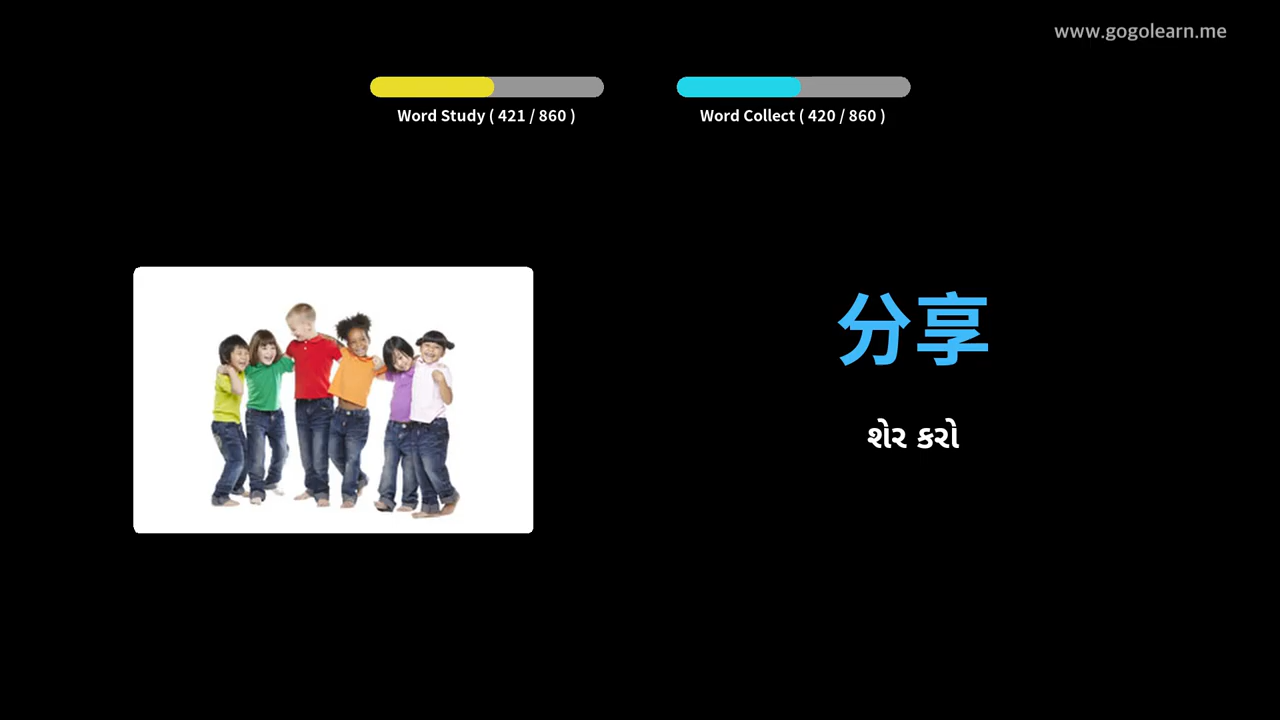 www.gogolearn.me
Word Study ( 421 / 860 )
Word Collect ( 420 / 860 )
分享
શેર કરો